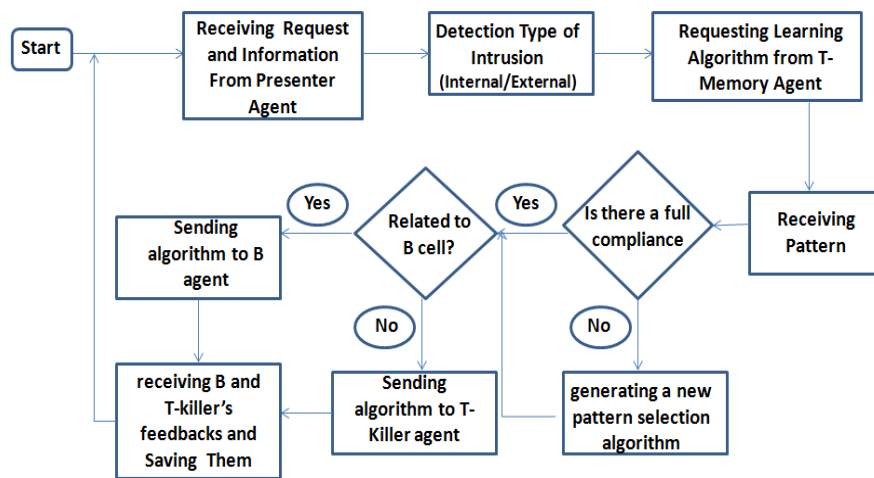 Start
Receiving Request
and Information
From Presenter
Agent
Detection Type of
Intrusion
(Internal/External)
Requesting Learning
Algorithm from T-
Memory Agent
Receiving
Pattern
Is there a full
compliance
Yes
No
generating a new
pattern selection
algorithm
Related to
B cell?
Yes
No
Sending
algorithm to B
agent
Sending
algorithm to T-
Killer agent
receiving B and
T-killer's
feedbacks and
Saving Them